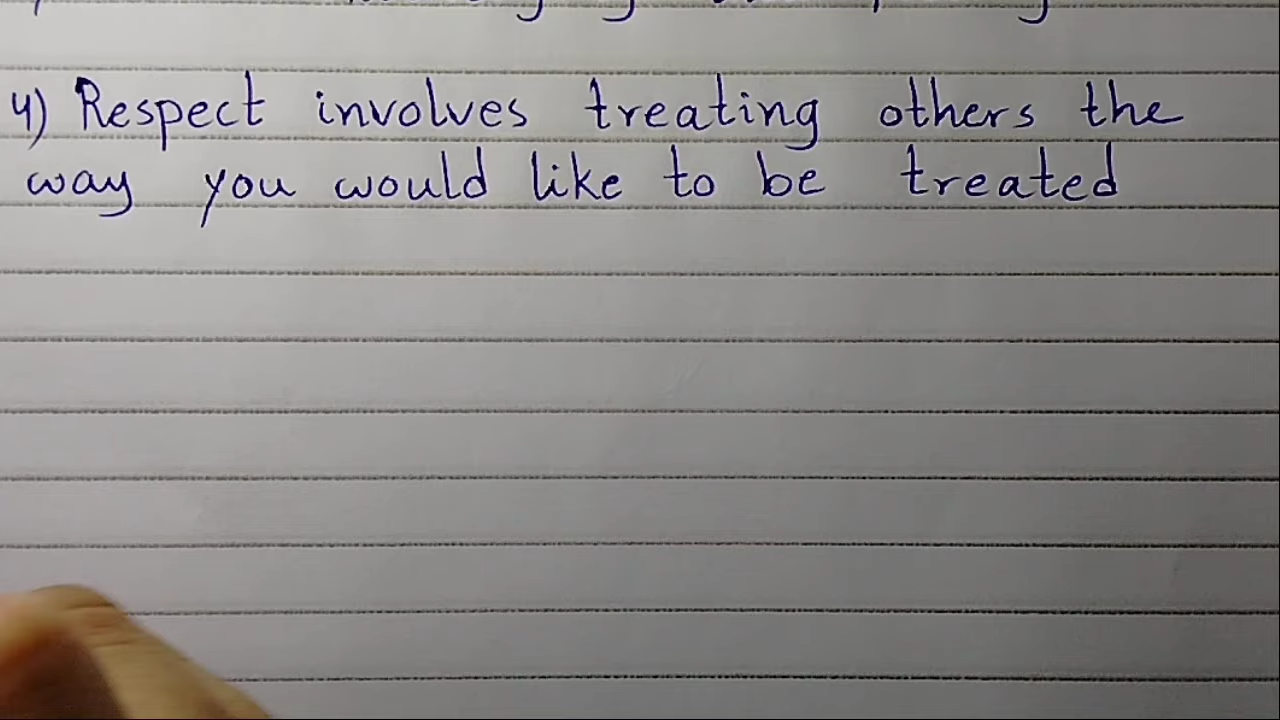 4) Respect involves treating others the
way you would like to be treated